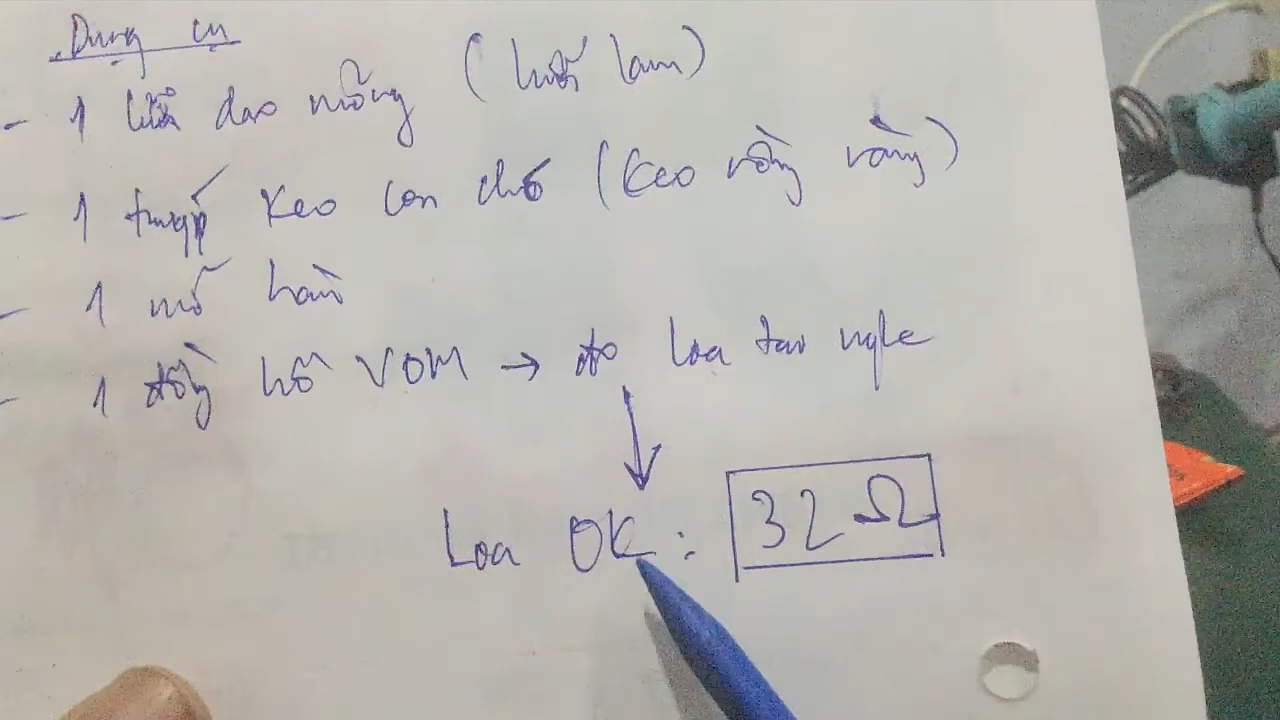 Dụng cụ
- 1 lưỡi dao mỏng (lưỡi lam)
- 1 tuýp keo con chó (keo rồng vàng)
- 1 mỏ hàn
- 1 đồng hồ VOM → đo loa tai nghe
↓
Loa OK: 32 Ω